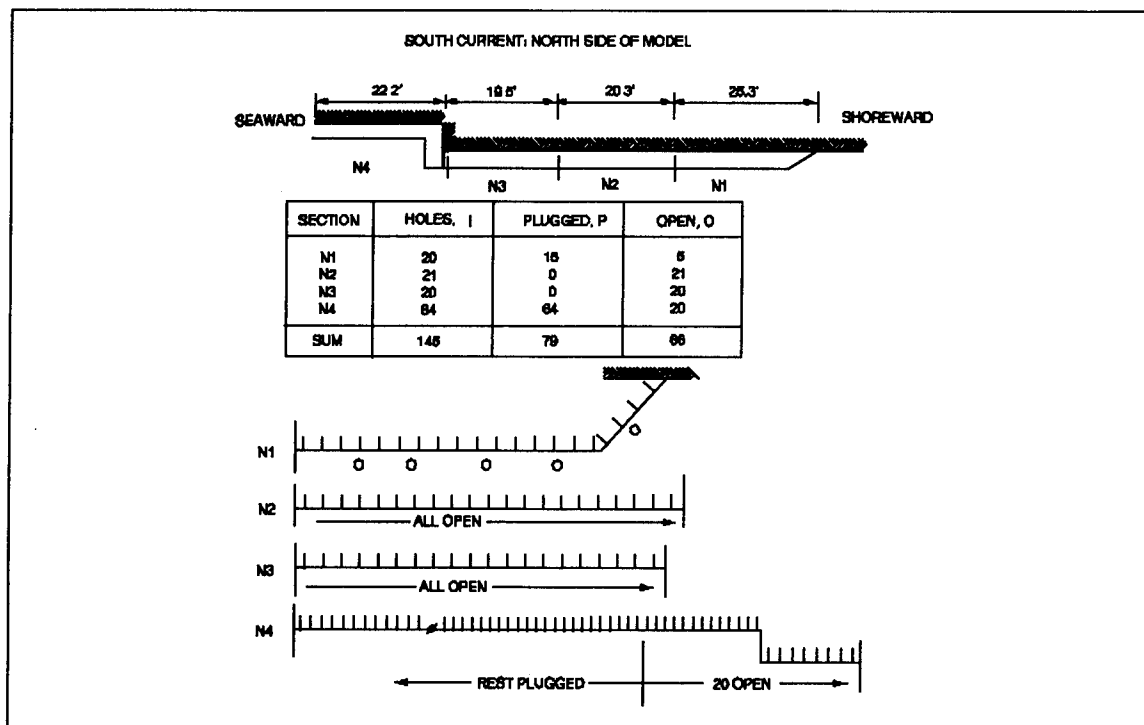 SOUTH CURRENT: NORTH SIDE OF MODEL
22.2' 19.5' 20.3' 25.3'
SEAWARD SHOREWARD
N4 N3 N2 N1
SECTION HOLES, I PLUGGED, P OPEN, O
N1 20 15 5
N2 21 0 21
N3 20 0 20
N4 84 64 20
SUM 145 79 66
O
N1
O O O O
N2
ALL OPEN
N3
ALL OPEN
N4
REST PLUGGED 20 OPEN